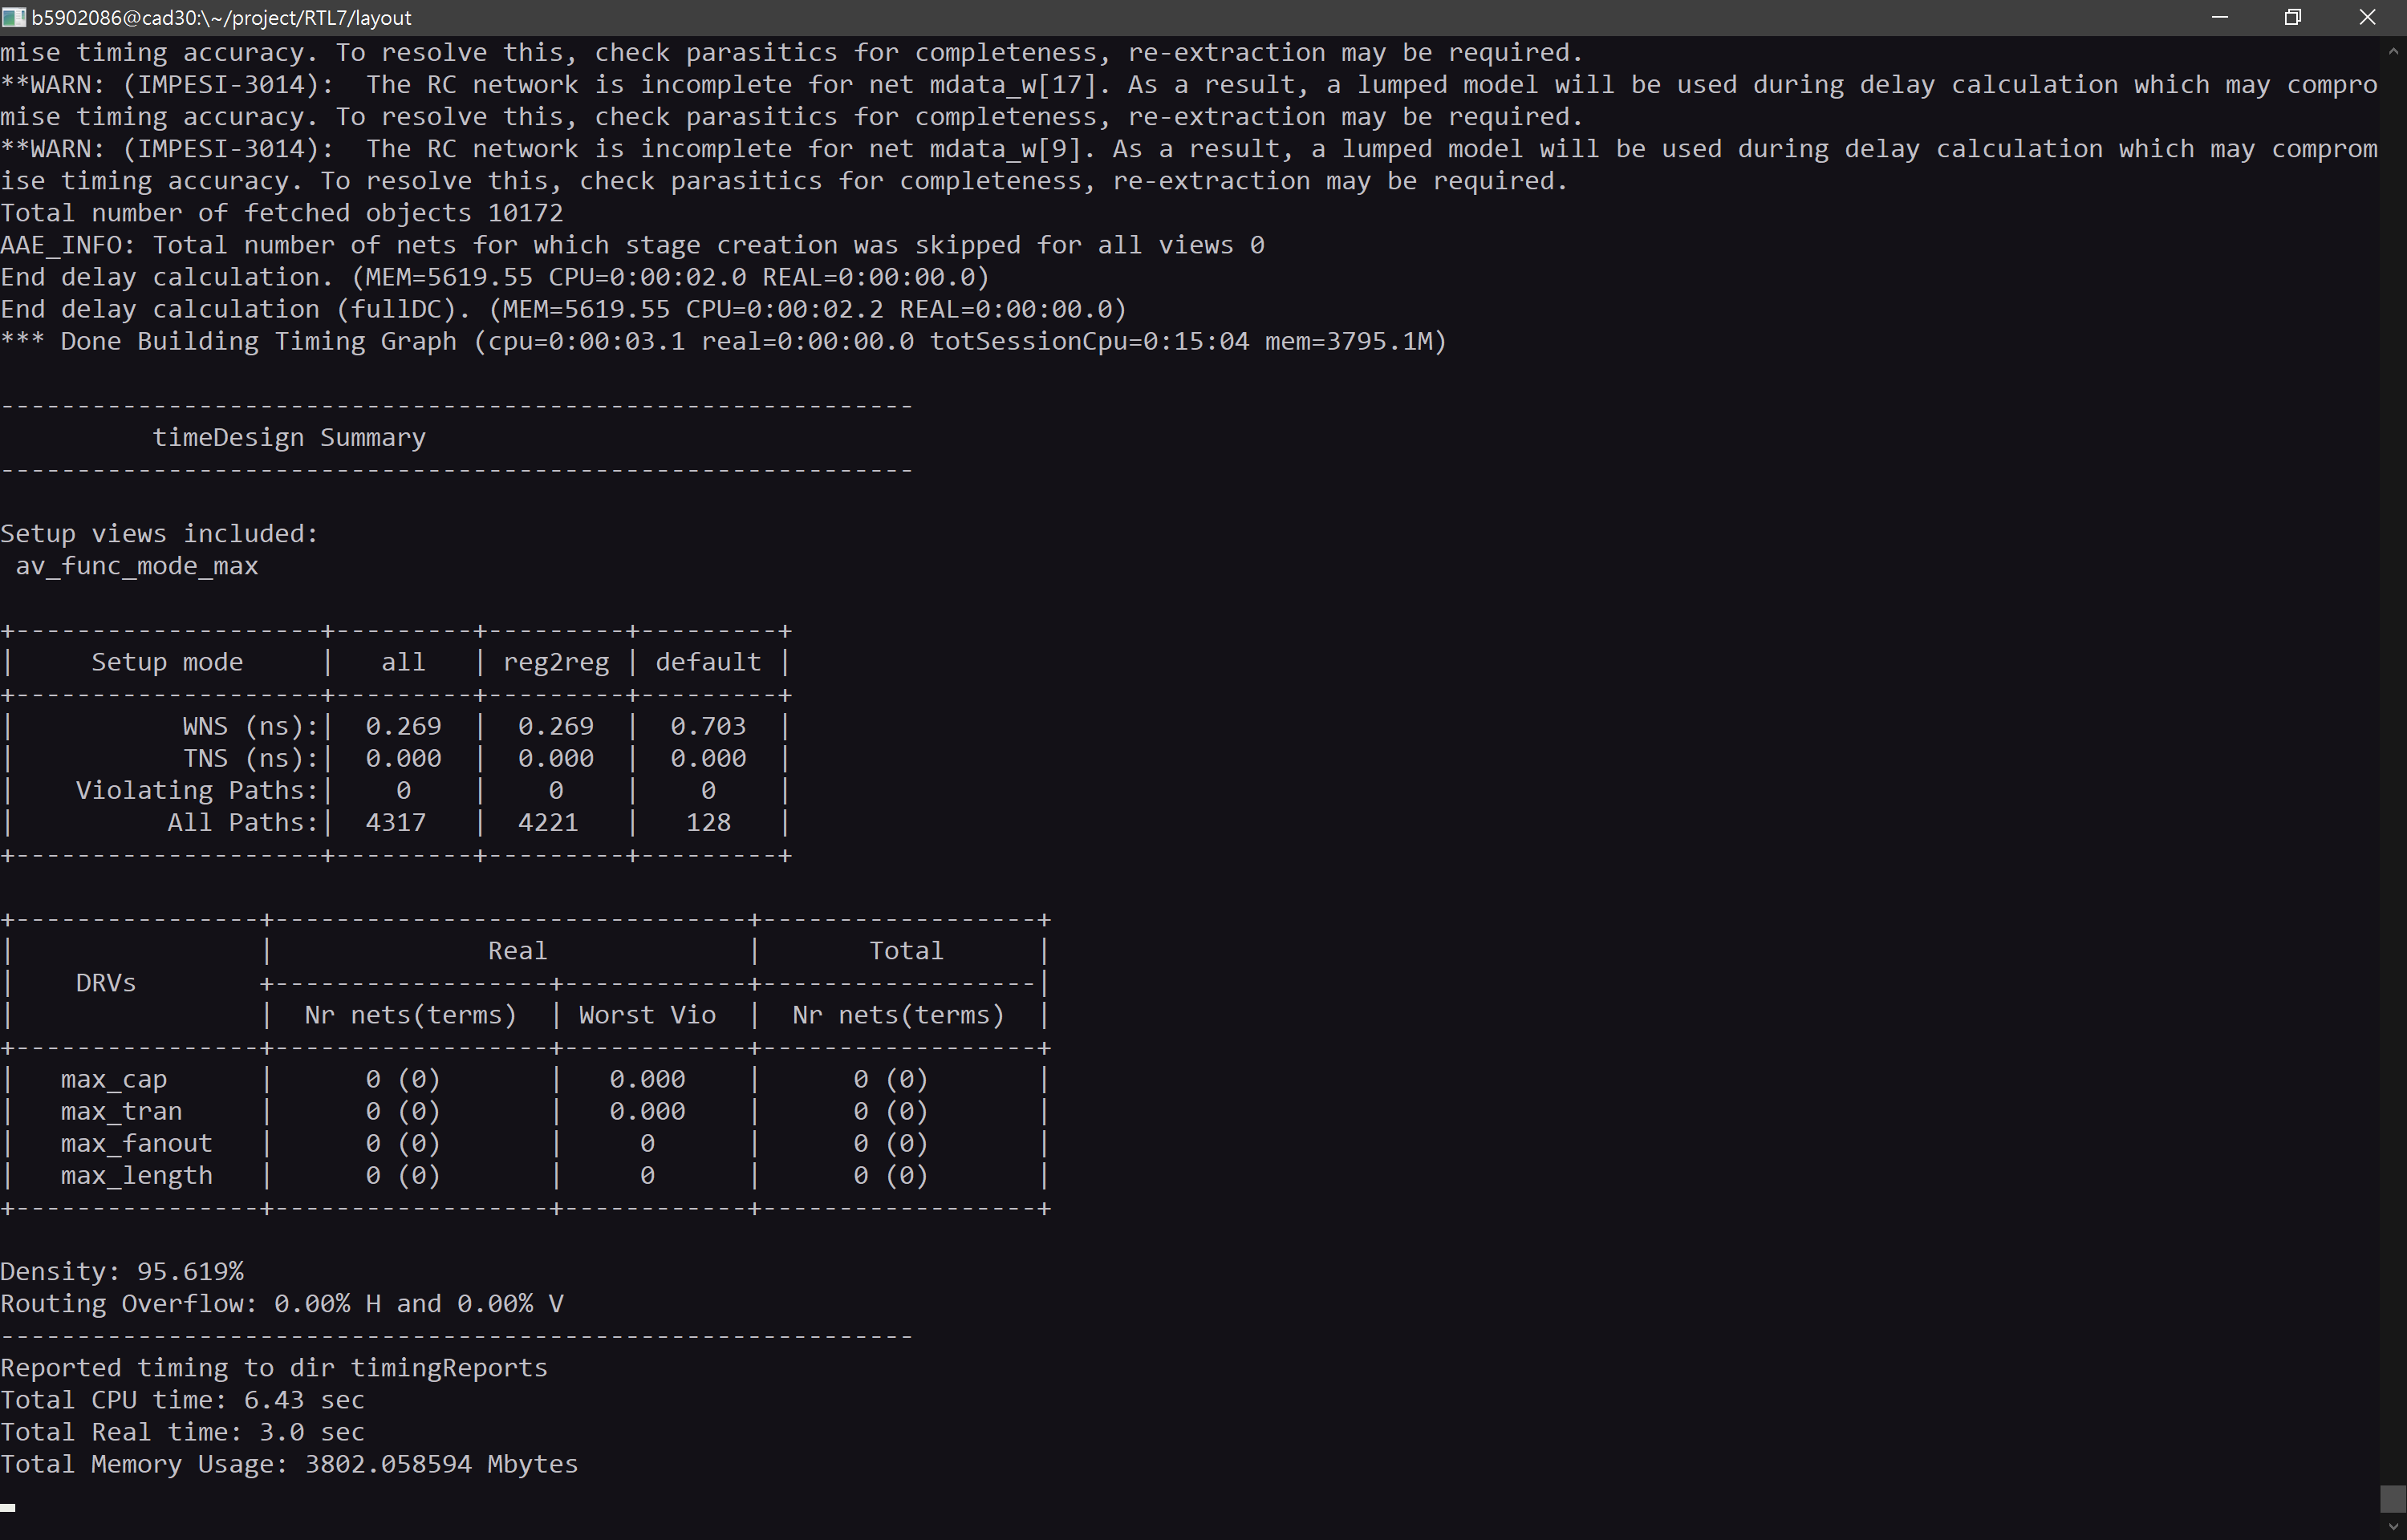 b5902086@cad30:\~/project/RTL7/layout
mise timing accuracy. To resolve this, check parasitics for completeness, re-extraction may be required.
**WARN: (IMPESI-3014):  The RC network is incomplete for net mdata_w[17]. As a result, a lumped model will be used during delay calculation which may compro
mise timing accuracy. To resolve this, check parasitics for completeness, re-extraction may be required.
**WARN: (IMPESI-3014):  The RC network is incomplete for net mdata_w[9]. As a result, a lumped model will be used during delay calculation which may comprom
ise timing accuracy. To resolve this, check parasitics for completeness, re-extraction may be required.
Total number of fetched objects 10172
AAE_INFO: Total number of nets for which stage creation was skipped for all views 0
End delay calculation. (MEM=5619.55 CPU=0:00:02.0 REAL=0:00:00.0)
End delay calculation (fullDC). (MEM=5619.55 CPU=0:00:02.2 REAL=0:00:00.0)
*** Done Building Timing Graph (cpu=0:00:03.1 real=0:00:00.0 totSessionCpu=0:15:04 mem=3795.1M)
------------------------------------------------------------
          timeDesign Summary
------------------------------------------------------------
Setup views included:
 av_func_mode_max
+--------------------+---------+---------+---------+
|     Setup mode     |   all   | reg2reg | default |
+--------------------+---------+---------+---------+
|           WNS (ns):|  0.269  |  0.269  |  0.703  |
|           TNS (ns):|  0.000  |  0.000  |  0.000  |
|    Violating Paths:|    0    |    0    |    0    |
|          All Paths:|  4317   |  4221   |   128   |
+--------------------+---------+---------+---------+
+----------------+-------------------------------+------------------+
|                |              Real             |       Total      |
|    DRVs        +------------------+------------+------------------|
|                |  Nr nets(terms)  | Worst Vio  |  Nr nets(terms)  |
+----------------+------------------+------------+------------------+
|   max_cap      |      0 (0)       |   0.000    |      0 (0)       |
|   max_tran     |      0 (0)       |   0.000    |      0 (0)       |
|   max_fanout   |      0 (0)       |     0      |      0 (0)       |
|   max_length   |      0 (0)       |     0      |      0 (0)       |
+----------------+------------------+------------+------------------+
Density: 95.619%
Routing Overflow: 0.00% H and 0.00% V
------------------------------------------------------------
Reported timing to dir timingReports
Total CPU time: 6.43 sec
Total Real time: 3.0 sec
Total Memory Usage: 3802.058594 Mbytes